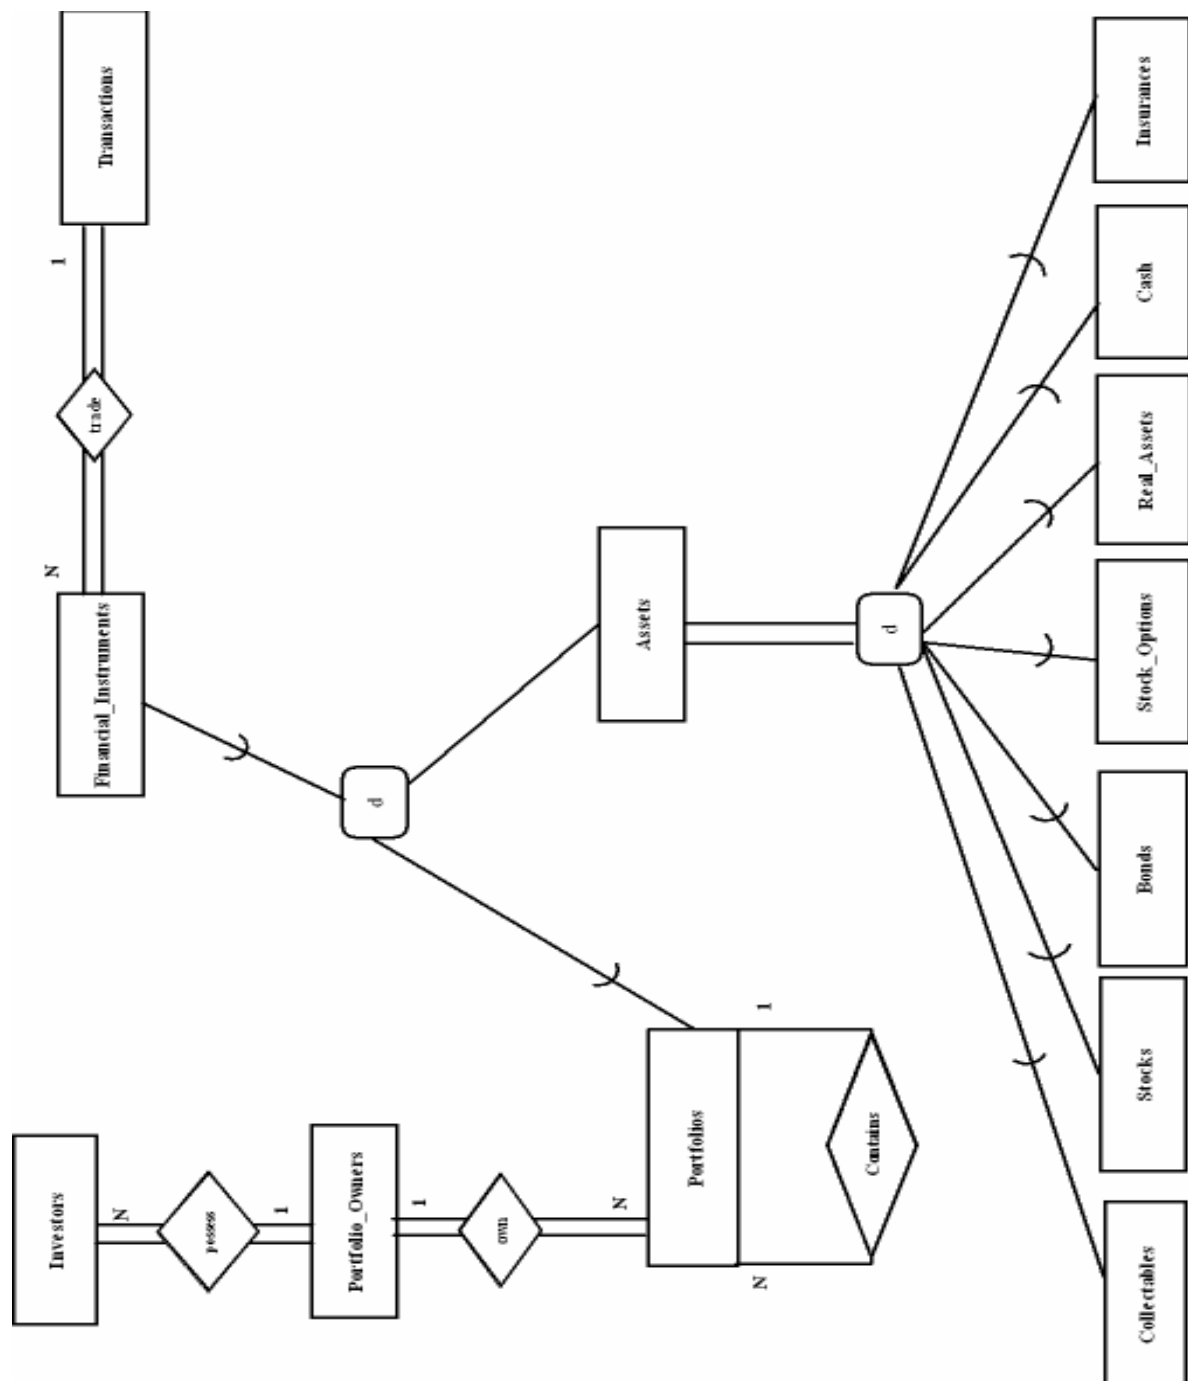 Investors
N
possess
1
Portfolio_Owners
1
own
N
Portfolios
1
N
Contains
Transactions
1
trade
N
Financial_Instruments
d
Assets
d
Collectables
Stocks
Bonds
Stock_Options
Real_Assets
Cash
Insurances